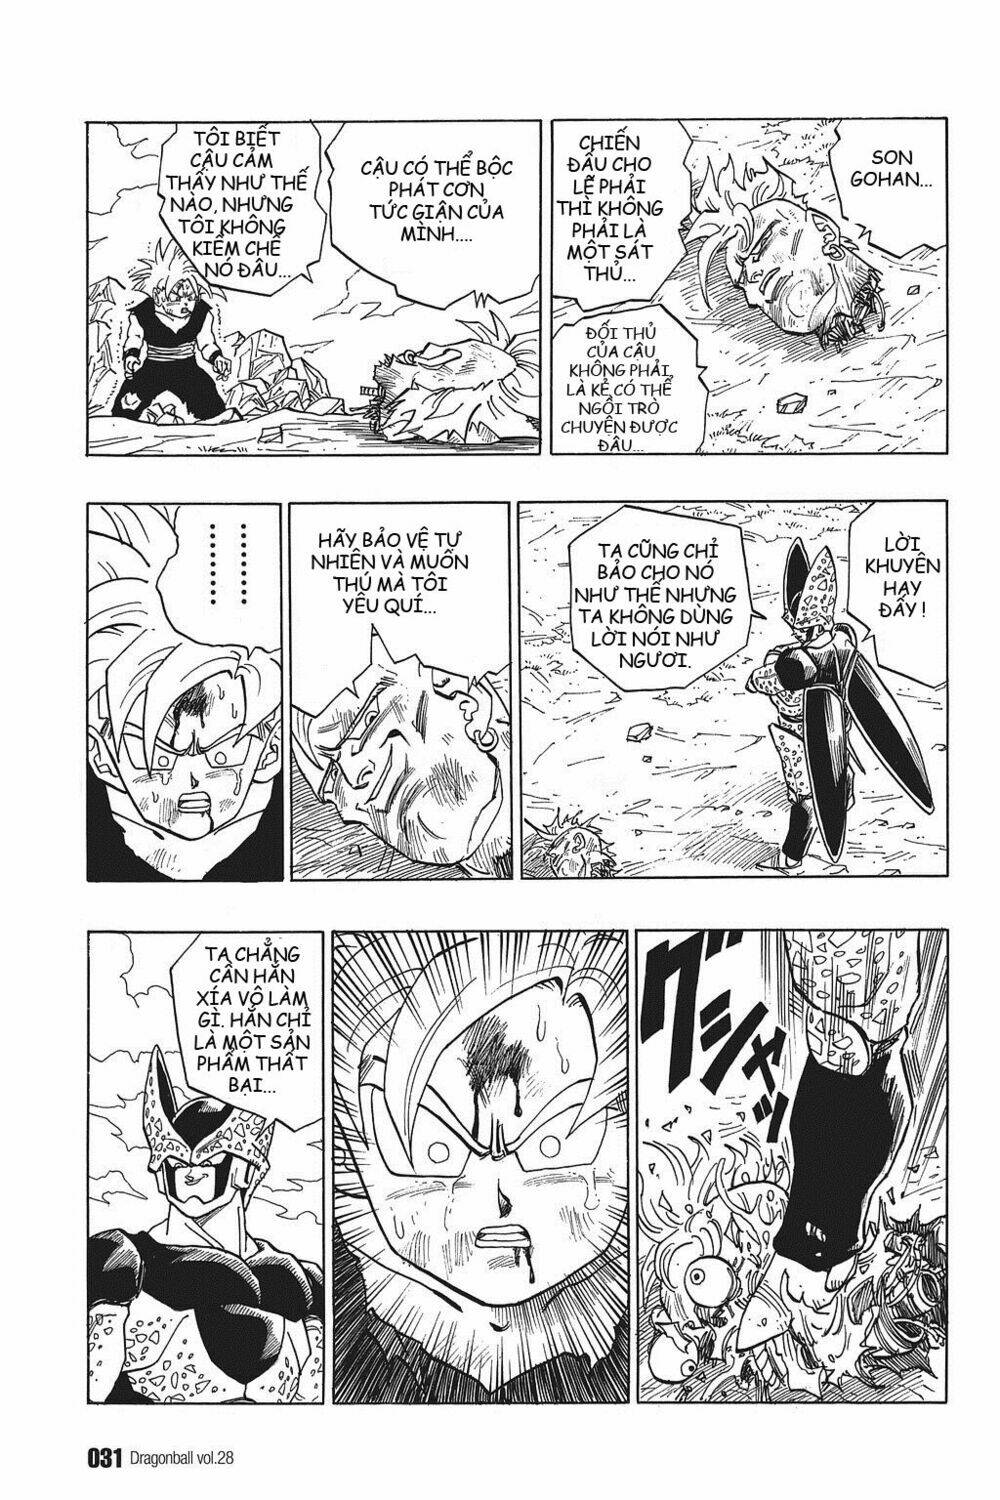 SON
GOHAN...
CHIẾN
ĐẤU CHO
LẼ PHẢI
THÌ KHÔNG
PHẢI LÀ
MỘT SÁT
THỦ...
ĐỐI THỦ
CỦA CẬU
KHÔNG PHẢI
LÀ KẺ CÓ THỂ
NGỒI TRÒ
CHUYỆN ĐƯỢC
ĐÂU...
CẬU CÓ THỂ BỘC
PHÁT CƠN
TỨC GIẬN CỦA
MÌNH....
TÔI BIẾT
CẬU CẢM
THẤY NHƯ THẾ
NÀO, NHƯNG
TÔI KHÔNG
KIỀM CHẾ
NÓ ĐÂU...
LỜI
KHUYÊN
HAY
ĐẤY !
TA CŨNG CHỈ
BẢO CHO NÓ
NHƯ THẾ NHƯNG
TA KHÔNG DÙNG
LỜI NÓI NHƯ
NGƯƠI.
HÃY BẢO VỆ TỰ
NHIÊN VÀ MUÔN
THÚ MÀ TÔI
YÊU QUÍ...
......
......
グシャッ
TA CHẲNG
CẦN HẮN
XÍA VÔ LÀM
GÌ. HẮN CHỈ
LÀ MỘT SẢN
PHẨM THẤT
BẠI...
031 Dragonball vol.28